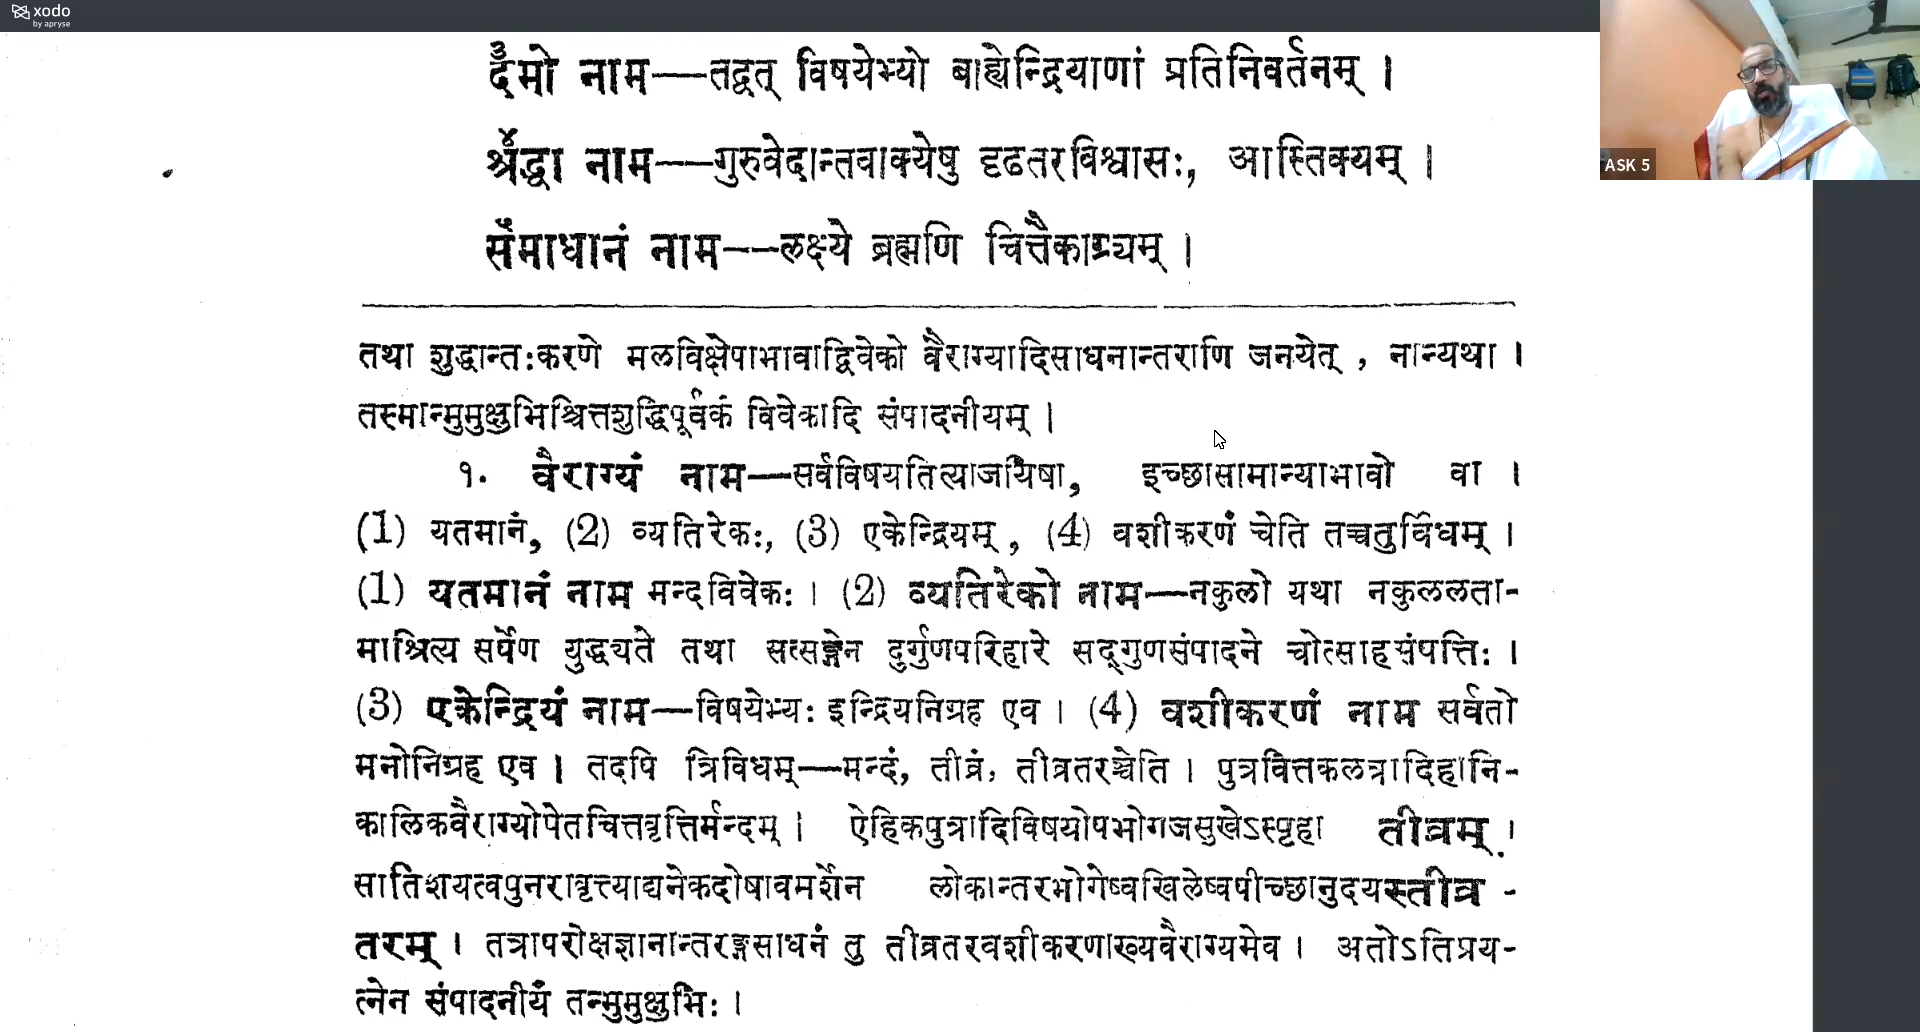 xodo
by apryse
दमो³ नाम——तद्वत् विषयेभ्यो बाह्येन्द्रियाणां प्रतिनिवर्तनम् ।
श्रद्धा⁴ नाम——गुरुवेदान्तवाक्येषु दृढतरविश्वासः, आस्तिक्यम् ।
समाधानं नाम——लक्ष्ये ब्रह्मणि चित्तैकाग्र्यम् ।
तथा शुद्धान्तःकरणे मलविक्षेपाभावाद्विवेको वैराग्यादिसाधनान्तराणि जनयेत् , नान्यथा ।
तस्मान्मुमुक्षुभिश्चित्तशुद्धिपूर्वकं विवेकादि संपादनीयम् ।
१. वैराग्यं नाम—सर्वविषयतित्याजयिषा, इच्छासामान्याभावो वा ।
(1) यतमानं, (2) व्यतिरेकः, (3) एकेन्द्रियम् , (4) वशीकरणं चेति तच्चतुर्विधम् ।
(1) यतमानं नाम मन्दविवेकः । (2) व्यतिरेको नाम—नकुलो यथा नकुललता-
माश्रित्य सर्पेण युद्ध्यते तथा सत्सङ्गेन दुर्गुणपरिहारे सद्गुणसंपादने चोत्साहसंपत्तिः ।
(3) एकेन्द्रियं नाम—विषयेभ्यः इन्द्रियनिग्रह एव । (4) वशीकरणं नाम सर्वतो
मनोनिग्रह एव । तदपि त्रिविधम्—मन्दं, तीव्रं, तीव्रतरञ्चेति । पुत्रवित्तकलत्रादिहानि-
कालिकवैराग्योपेतचित्तवृत्तिर्मन्दम् । ऐहिकपुत्रादिविषयोपभोगजसुखेऽस्पृहा तीव्रम् ।
सातिशयत्वपुनरावृत्त्याद्यनेकदोषावमर्शेन लोकान्तरभोगेष्वखिलेष्वपीच्छानुदयस्तीव्र -
तरम् । तत्रापरोक्षज्ञानान्तरङ्गसाधनं तु तीव्रतरवशीकरणाख्यवैराग्यमेव । अतोऽतिप्रय-
त्नेन संपादनीयं तन्मुमुक्षुभिः ।
ASK 5